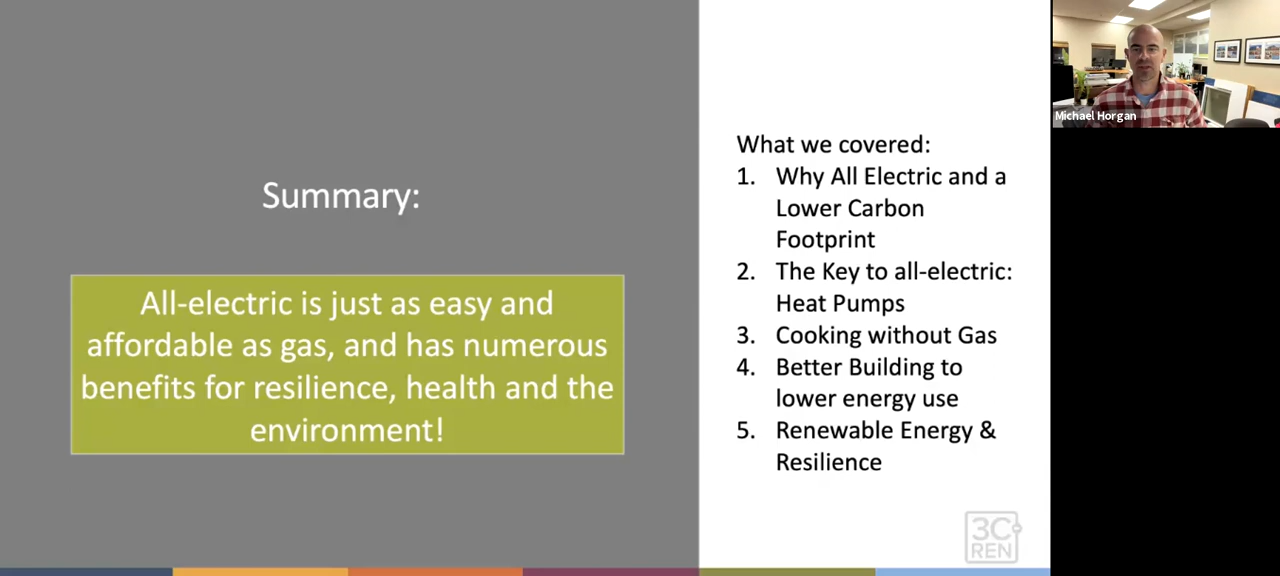 Summary:
All-electric is just as easy and
affordable as gas, and has numerous
benefits for resilience, health and the
environment!
What we covered:
1. Why All Electric and a
Lower Carbon
Footprint
2. The Key to all-electric:
Heat Pumps
3. Cooking without Gas
4. Better Building to
lower energy use
5. Renewable Energy &
Resilience
3C
REN
Michael Horgan